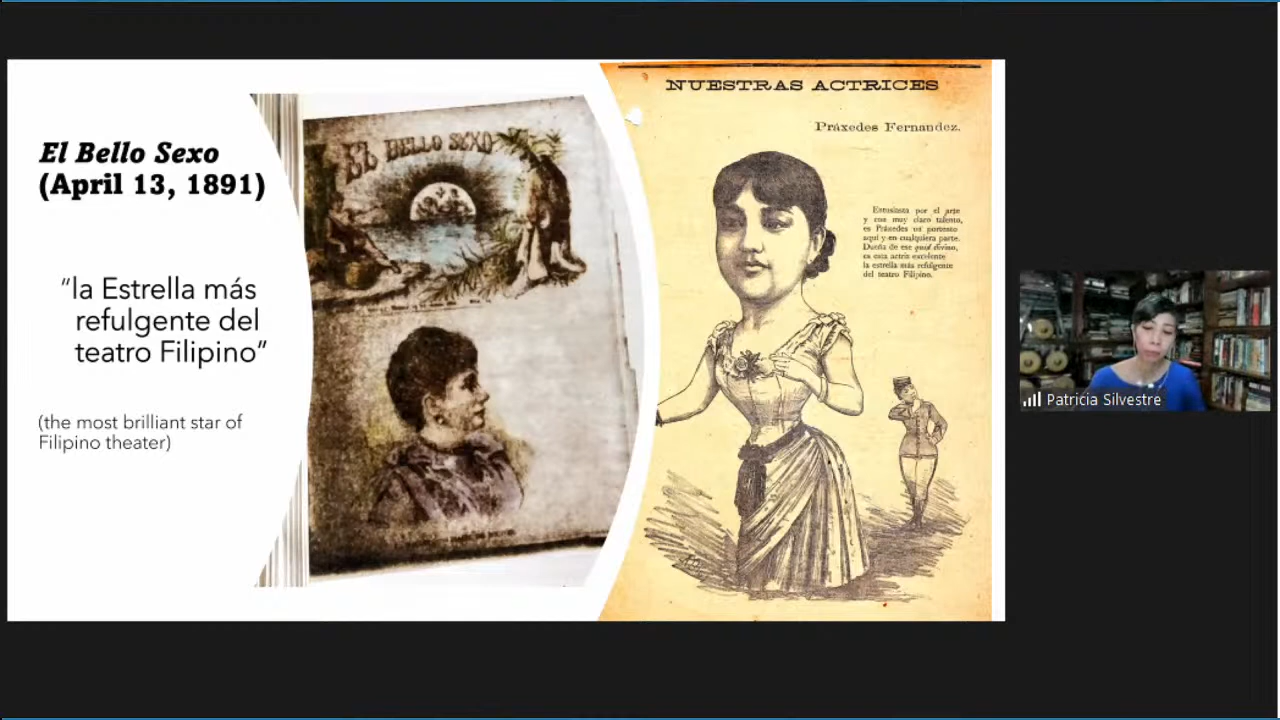 El Bello Sexo
(April 13, 1891)
“la Estrella más
refulgente del
teatro Filipino”
(the most brilliant star of
Filipino theater)
EL BELLO SEXO
NUESTRAS ACTRICES
Práxedes Fernandez.
Entusiasta por el arte
y con muy claro talento,
es Práxedes un portento
aquí y en cualquiera parte.
Dueña de ese quid divino,
es esta actriz excelente
la estrella más refulgente
del teatro Filipino.
Patricia Silvestre